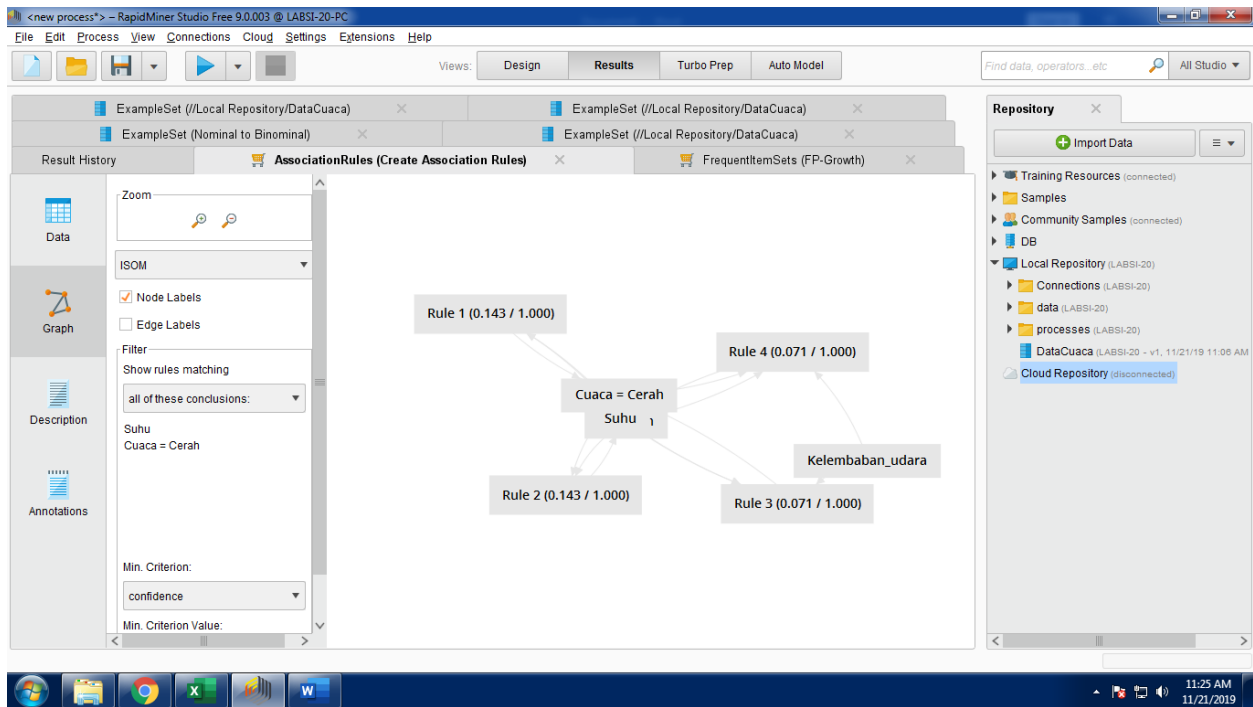 <new process*> – RapidMiner Studio Free 9.0.003 @ LABSI-20-PC
File Edit Process View Connections Cloud Settings Extensions Help
Views: Design Results Turbo Prep Auto Model
Find data, operators...etc All Studio ▼
ExampleSet (//Local Repository/DataCuaca) ExampleSet (//Local Repository/DataCuaca)
ExampleSet (Nominal to Binominal) ExampleSet (//Local Repository/DataCuaca)
Result History AssociationRules (Create Association Rules) FrequentItemSets (FP-Growth)
Data
Graph
Description
Annotations
Zoom
ISOM
Node Labels
Edge Labels
Filter
Show rules matching
all of these conclusions:
Suhu
Cuaca = Cerah
Min. Criterion:
confidence
Min. Criterion Value:
Rule 1 (0.143 / 1.000)
Rule 4 (0.071 / 1.000)
Cuaca = Cerah
Suhu
Kelembaban_udara
Rule 2 (0.143 / 1.000)
Rule 3 (0.071 / 1.000)
Repository
Import Data
Training Resources (connected)
Samples
Community Samples (connected)
DB
Local Repository (LABSI-20)
Connections (LABSI-20)
data (LABSI-20)
processes (LABSI-20)
DataCuaca (LABSI-20 - v1, 11/21/19 11:06 AM
Cloud Repository (disconnected)
11:25 AM
11/21/2019